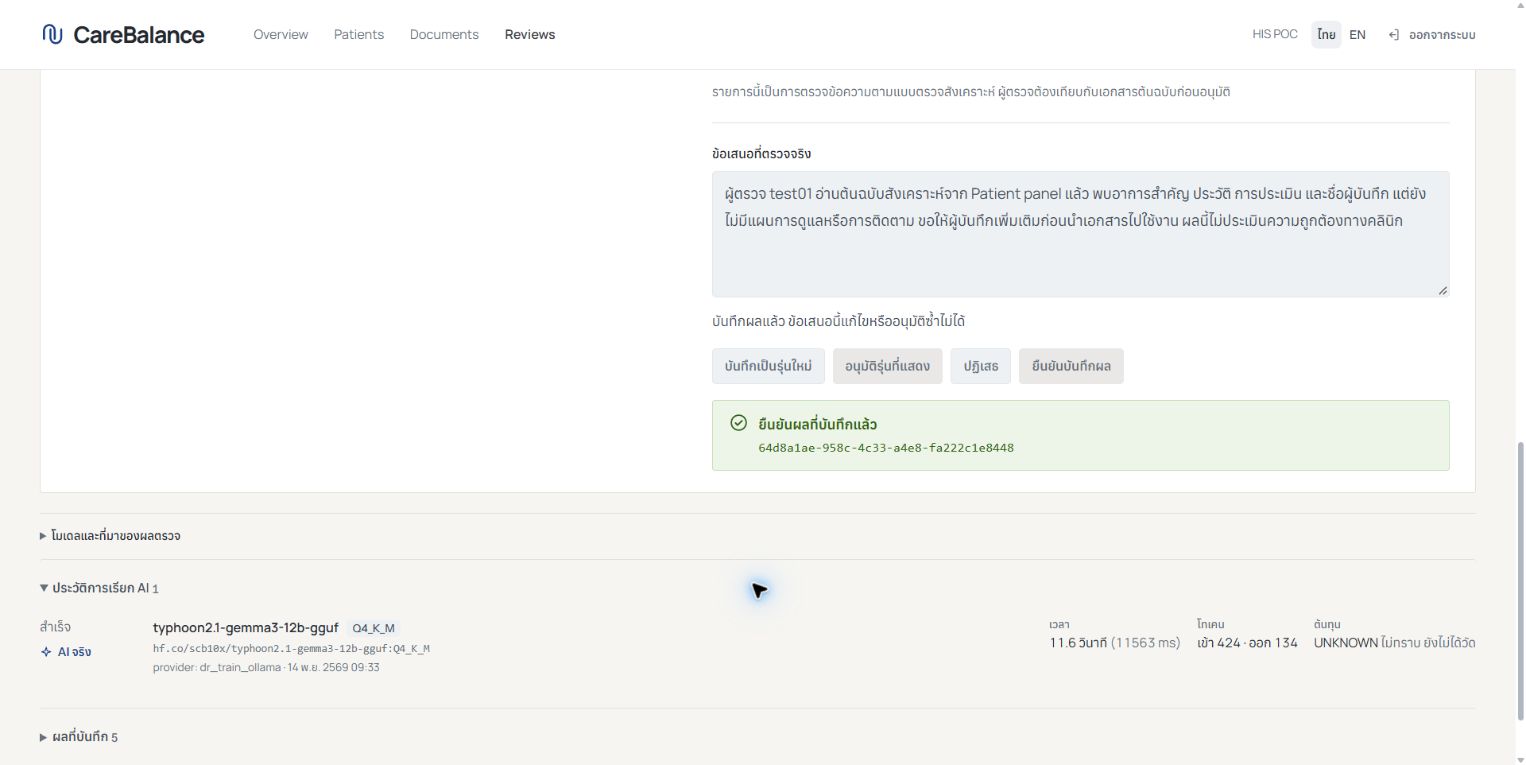 CareBalance
Overview Patients Documents Reviews HIS POC ไทย EN ออกจากระบบ
รายการนี้เป็นการตรวจข้อความตามแบบตรวจสังเคราะห์ ผู้ตรวจต้องเทียบกับเอกสารต้นฉบับก่อนอนุมัติ
ข้อเสนอที่ตรวจจริง
ผู้ตรวจ test01 อ่านต้นฉบับสังเคราะห์จาก Patient panel แล้ว พบอาการสำคัญ ประวัติ การประเมิน และชื่อผู้บันทึก แต่ยัง
ไม่มีแผนการดูแลหรือการติดตาม ขอให้ผู้บันทึกเพิ่มเติมก่อนนำเอกสารไปใช้งาน ผลนี้ไม่ประเมินความถูกต้องทางคลินิก
บันทึกผลแล้ว ข้อเสนอนี้แก้ไขหรืออนุมัติซ้ำไม่ได้
บันทึกเป็นรุ่นใหม่ อนุมัติรุ่นที่แสดง ปฏิเสธ ยืนยันบันทึกผล
ยืนยันผลที่บันทึกแล้ว
64d8a1ae-958c-4c33-a4e8-fa222c1e8448
โมเดลและที่มาของผลตรวจ
ประวัติการเรียก AI 1
สำเร็จ typhoon2.1-gemma3-12b-gguf Q4_K_M เวลา โทเคน ต้นทุน
AI จริง hf.co/scb10x/typhoon2.1-gemma3-12b-gguf:Q4_K_M 11.6 วินาที (11563 ms) เข้า 424 · ออก 134 UNKNOWN ไม่ทราบ ยังไม่ได้วัด
provider: dr_train_ollama · 14 พ.ย. 2569 09:33
ผลที่บันทึก 5